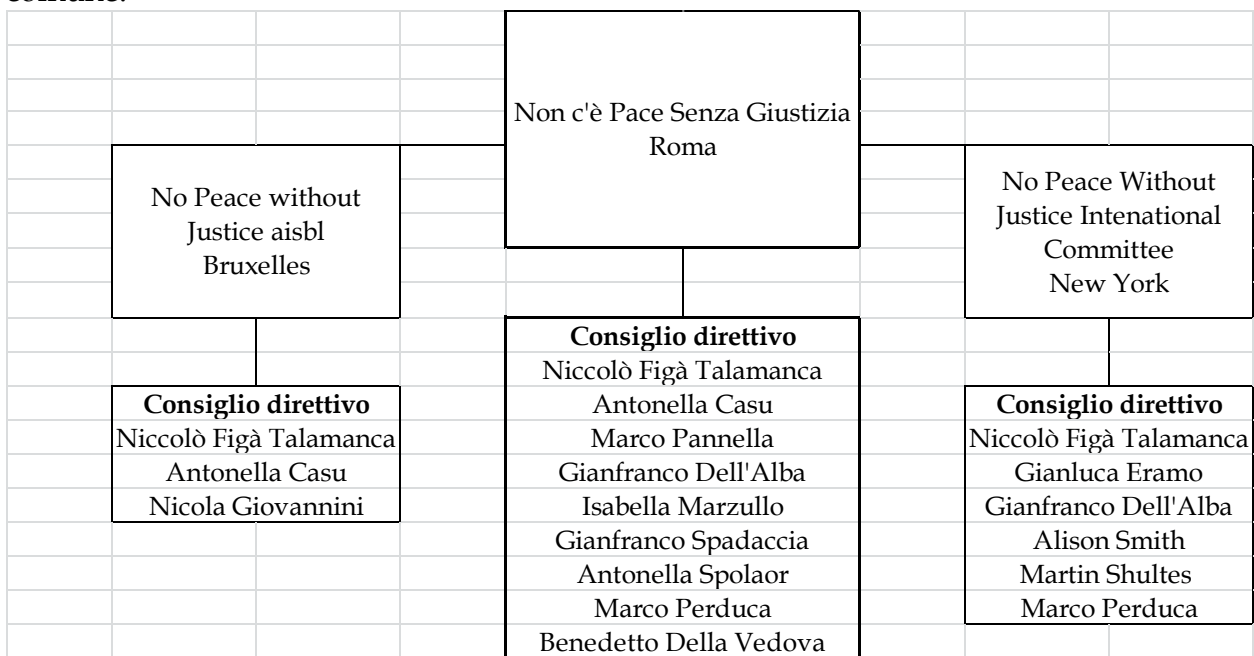 Non c'è Pace Senza Giustizia
Roma
No Peace without
Justice aisbl
Bruxelles
No Peace Without
Justice Intenational
Committee
New York
Consiglio direttivo
Niccolò Figà Talamanca
Antonella Casu
Nicola Giovannini
Consiglio direttivo
Niccolò Figà Talamanca
Antonella Casu
Marco Pannella
Gianfranco Dell'Alba
Isabella Marzullo
Gianfranco Spadaccia
Antonella Spolaor
Marco Perduca
Benedetto Della Vedova
Consiglio direttivo
Niccolò Figà Talamanca
Gianluca Eramo
Gianfranco Dell'Alba
Alison Smith
Martin Shultes
Marco Perduca